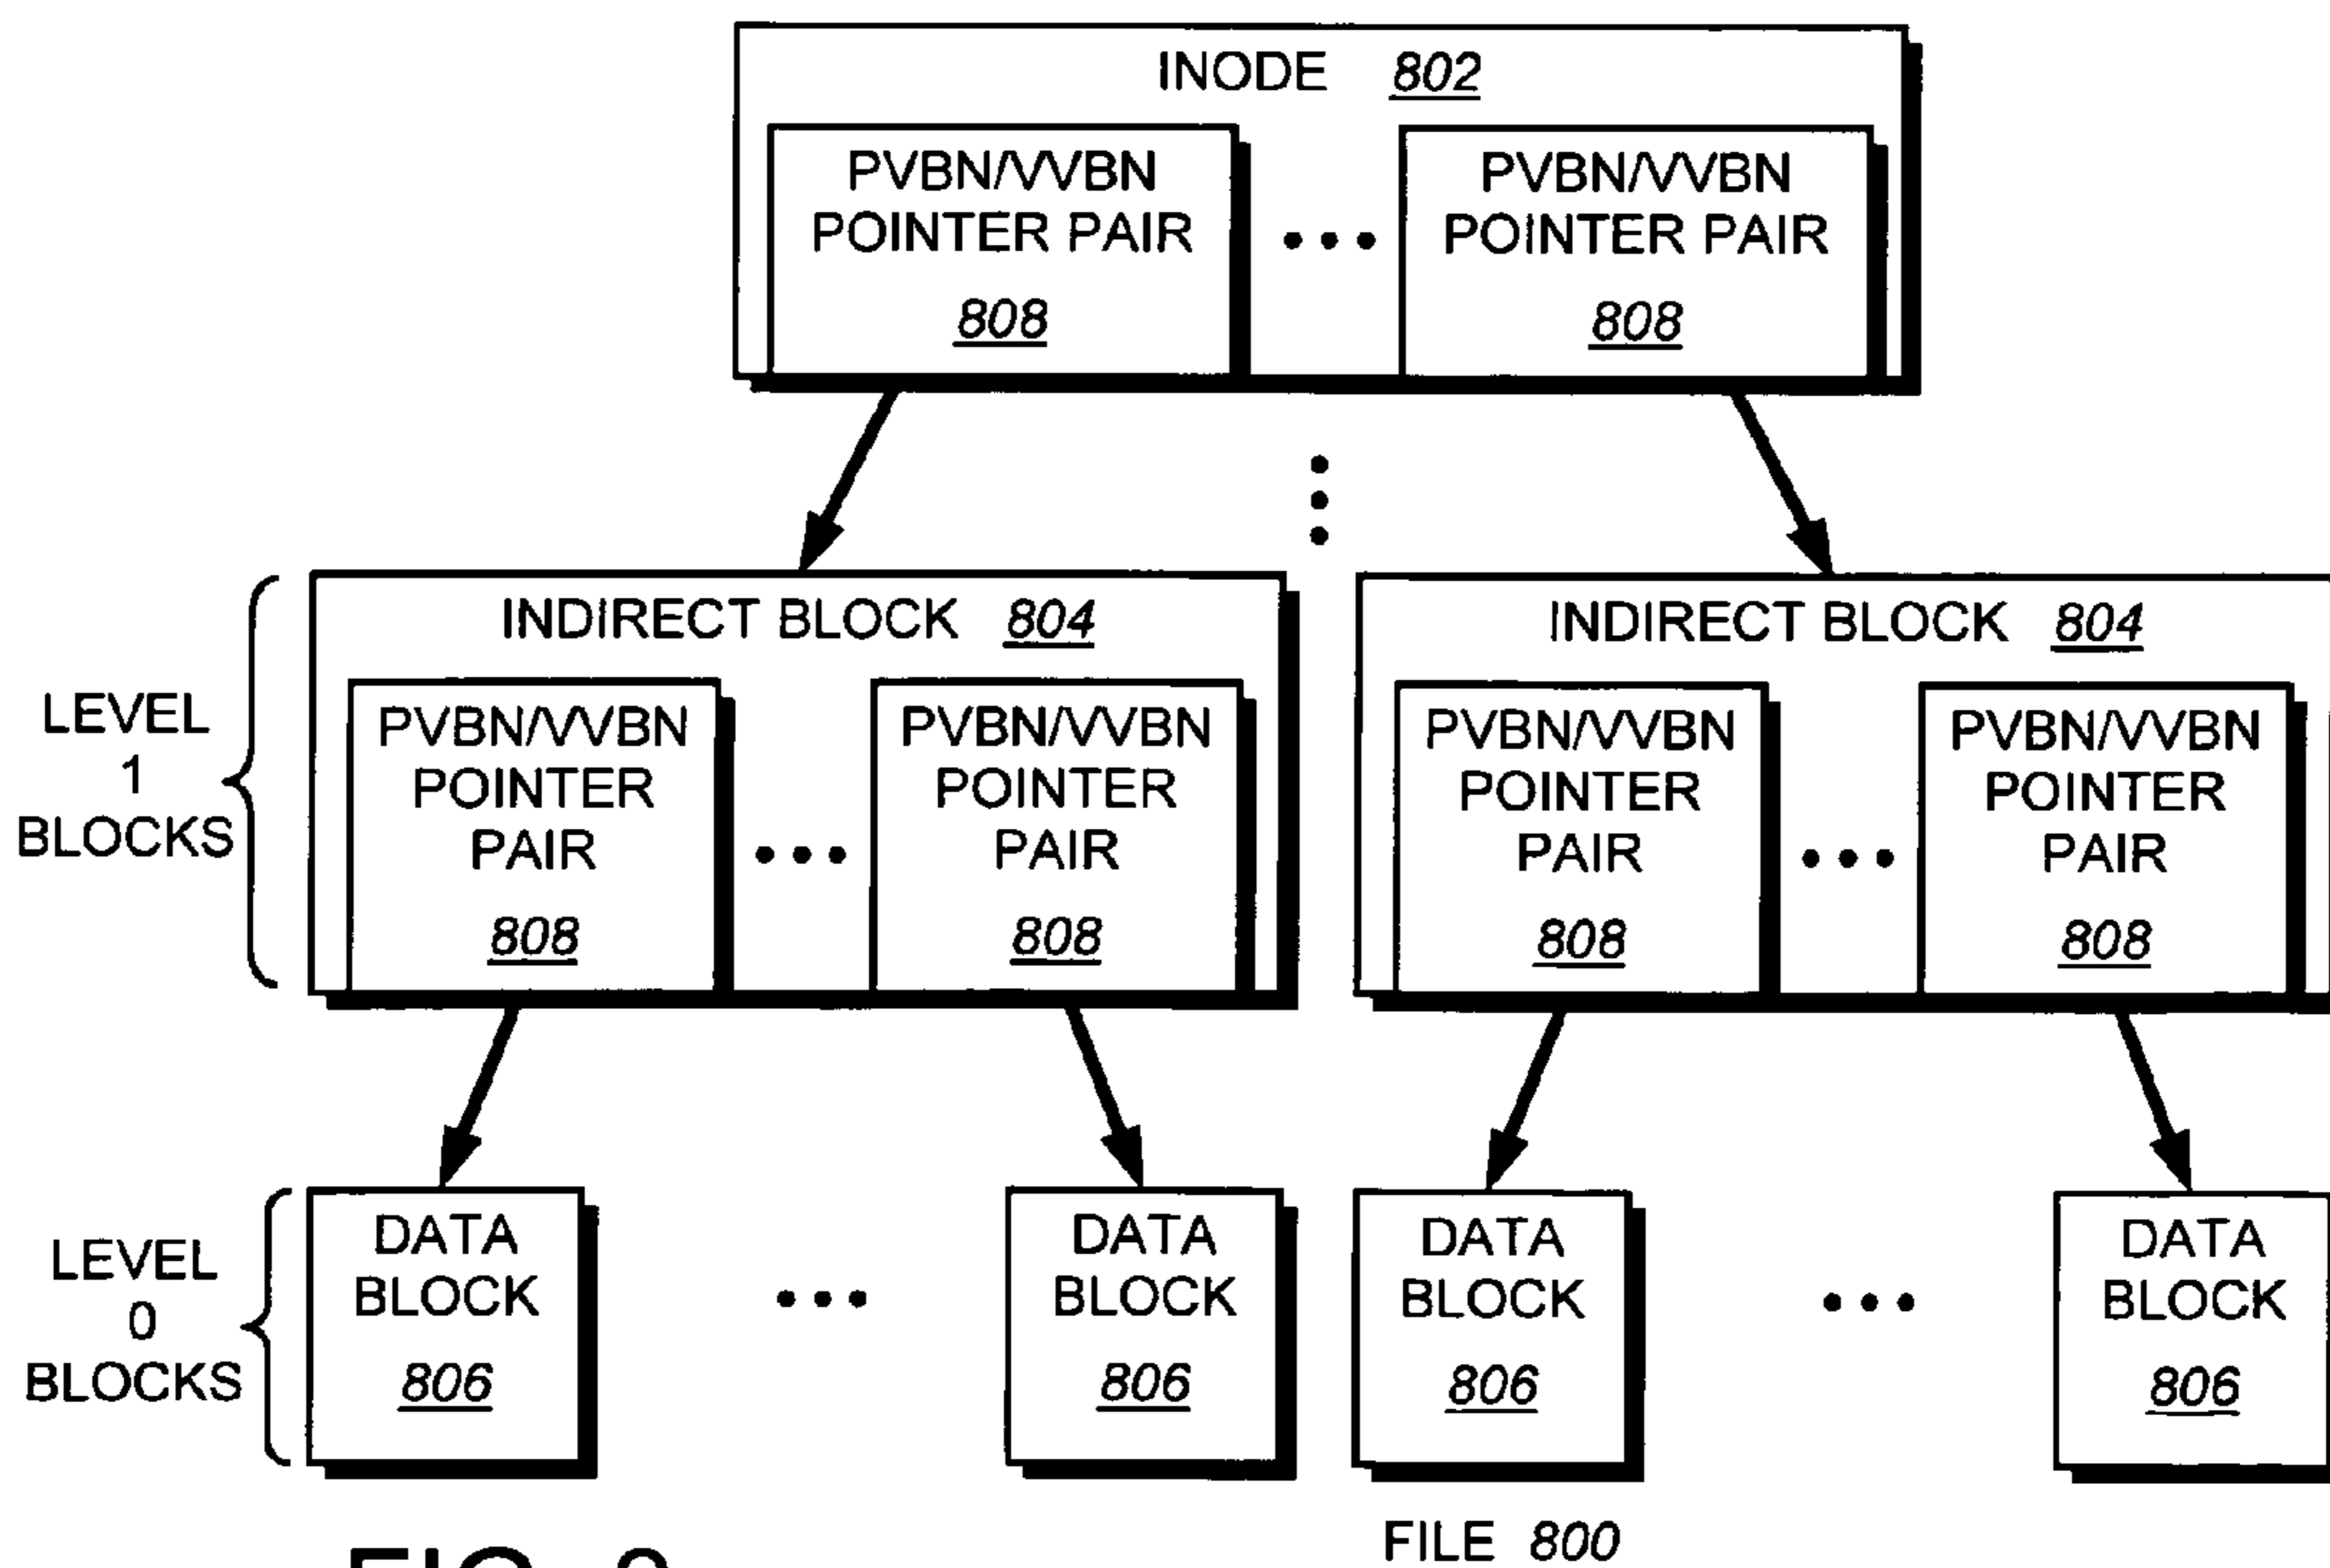 INODE 802
PVBN/VVBN
POINTER PAIR
808
PVBN/VVBN
POINTER PAIR
808
LEVEL
1
BLOCKS
INDIRECT BLOCK 804
PVBN/VVBN
POINTER
PAIR
808
PVBN/VVBN
POINTER
PAIR
808
INDIRECT BLOCK 804
PVBN/VVBN
POINTER
PAIR
808
PVBN/VVBN
POINTER
PAIR
808
LEVEL
0
BLOCKS
DATA
BLOCK
806
DATA
BLOCK
806
DATA
BLOCK
806
DATA
BLOCK
806
FILE 800